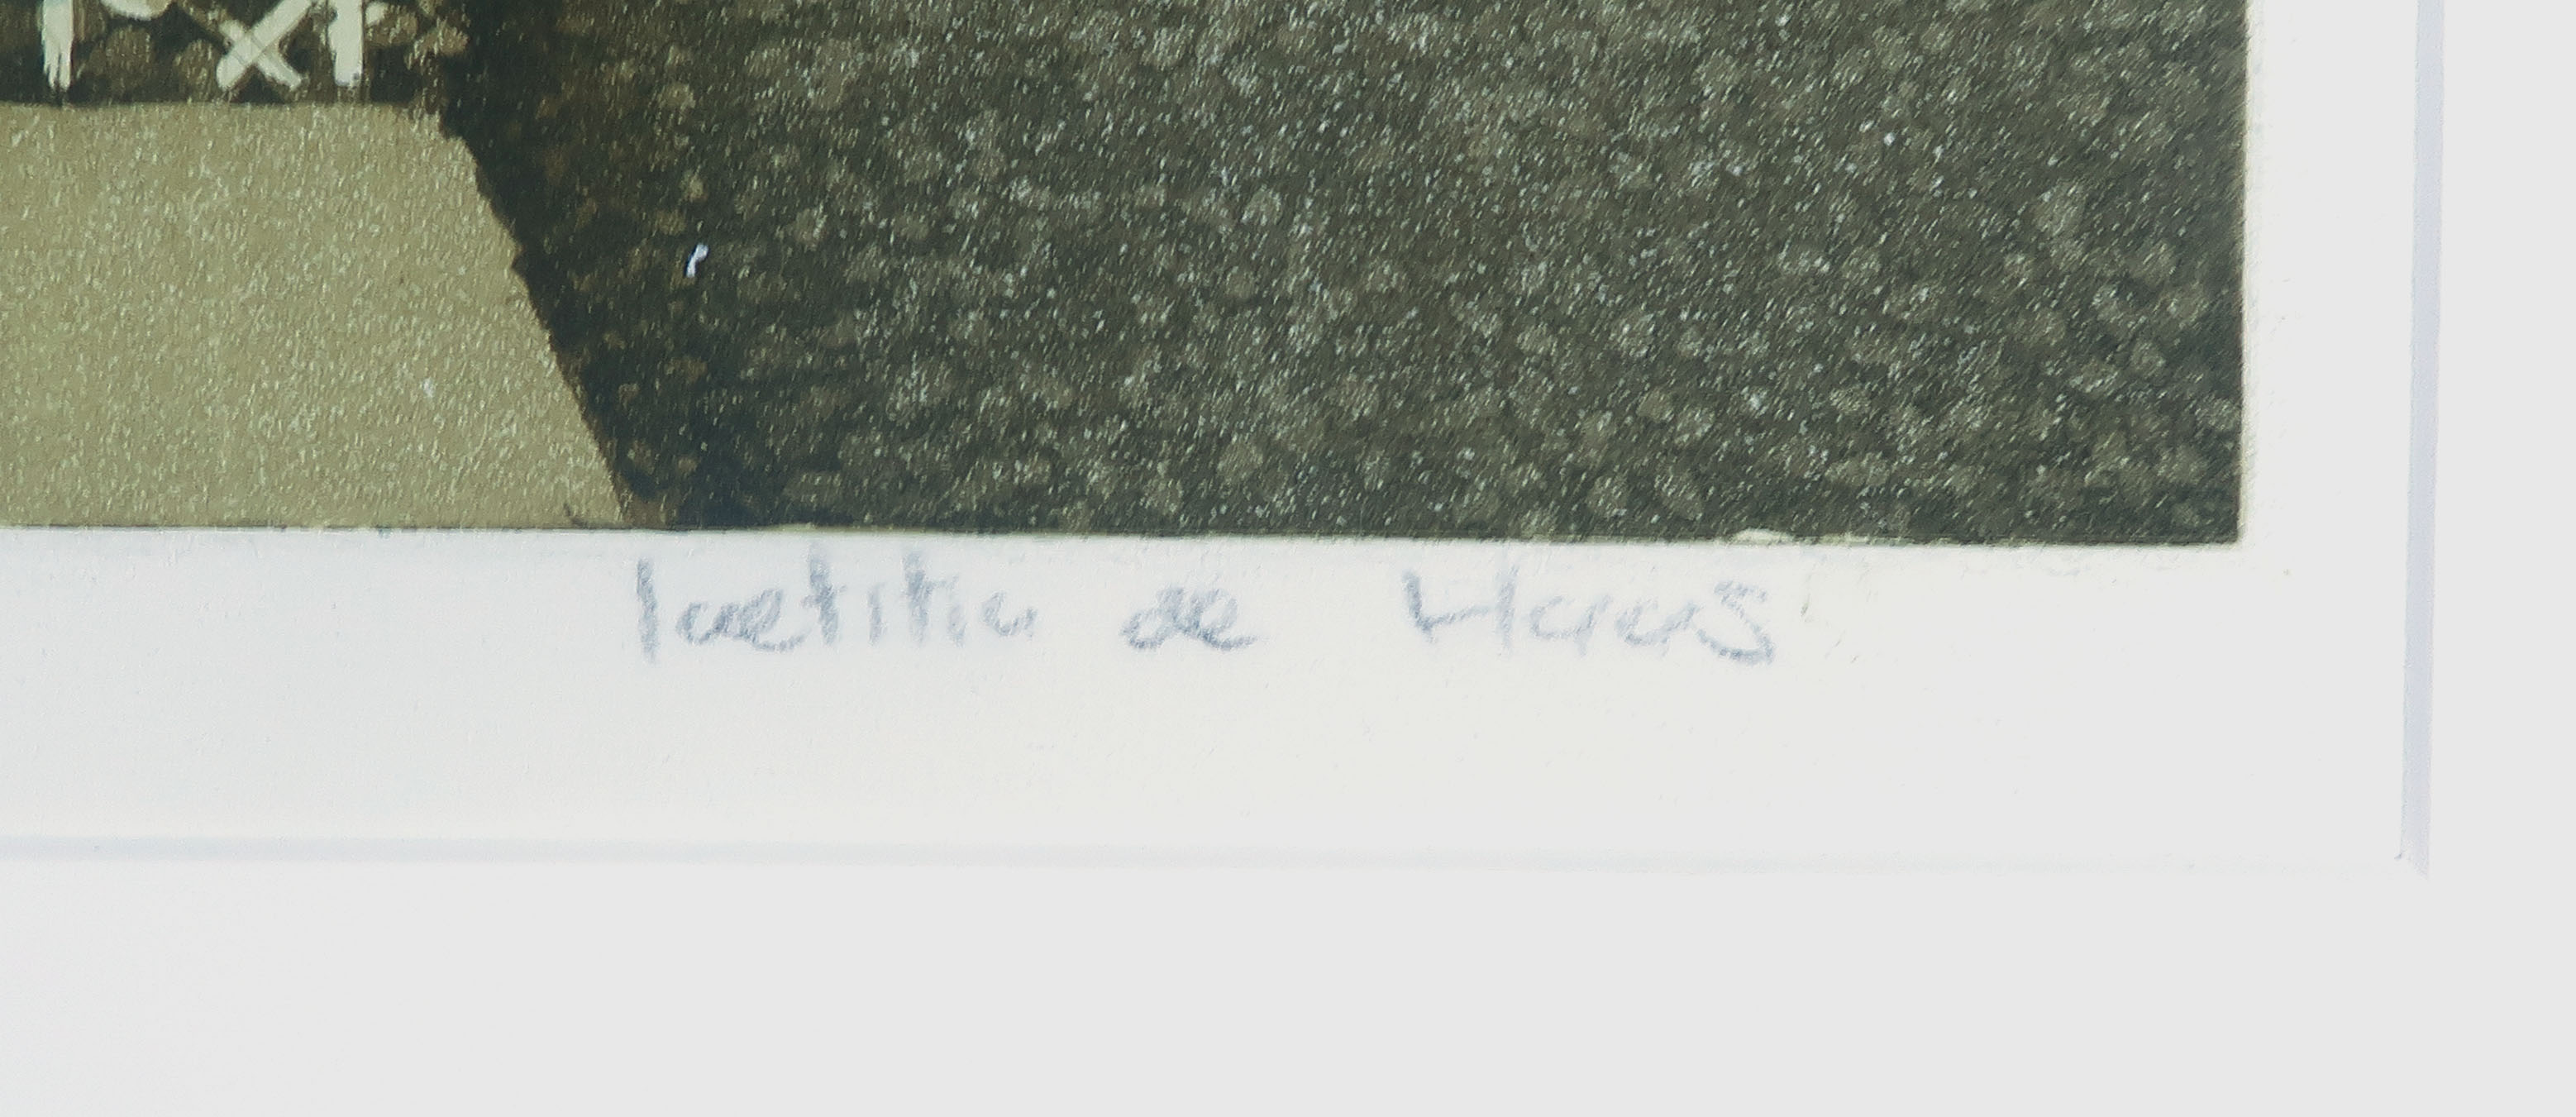 laetitia de Haas